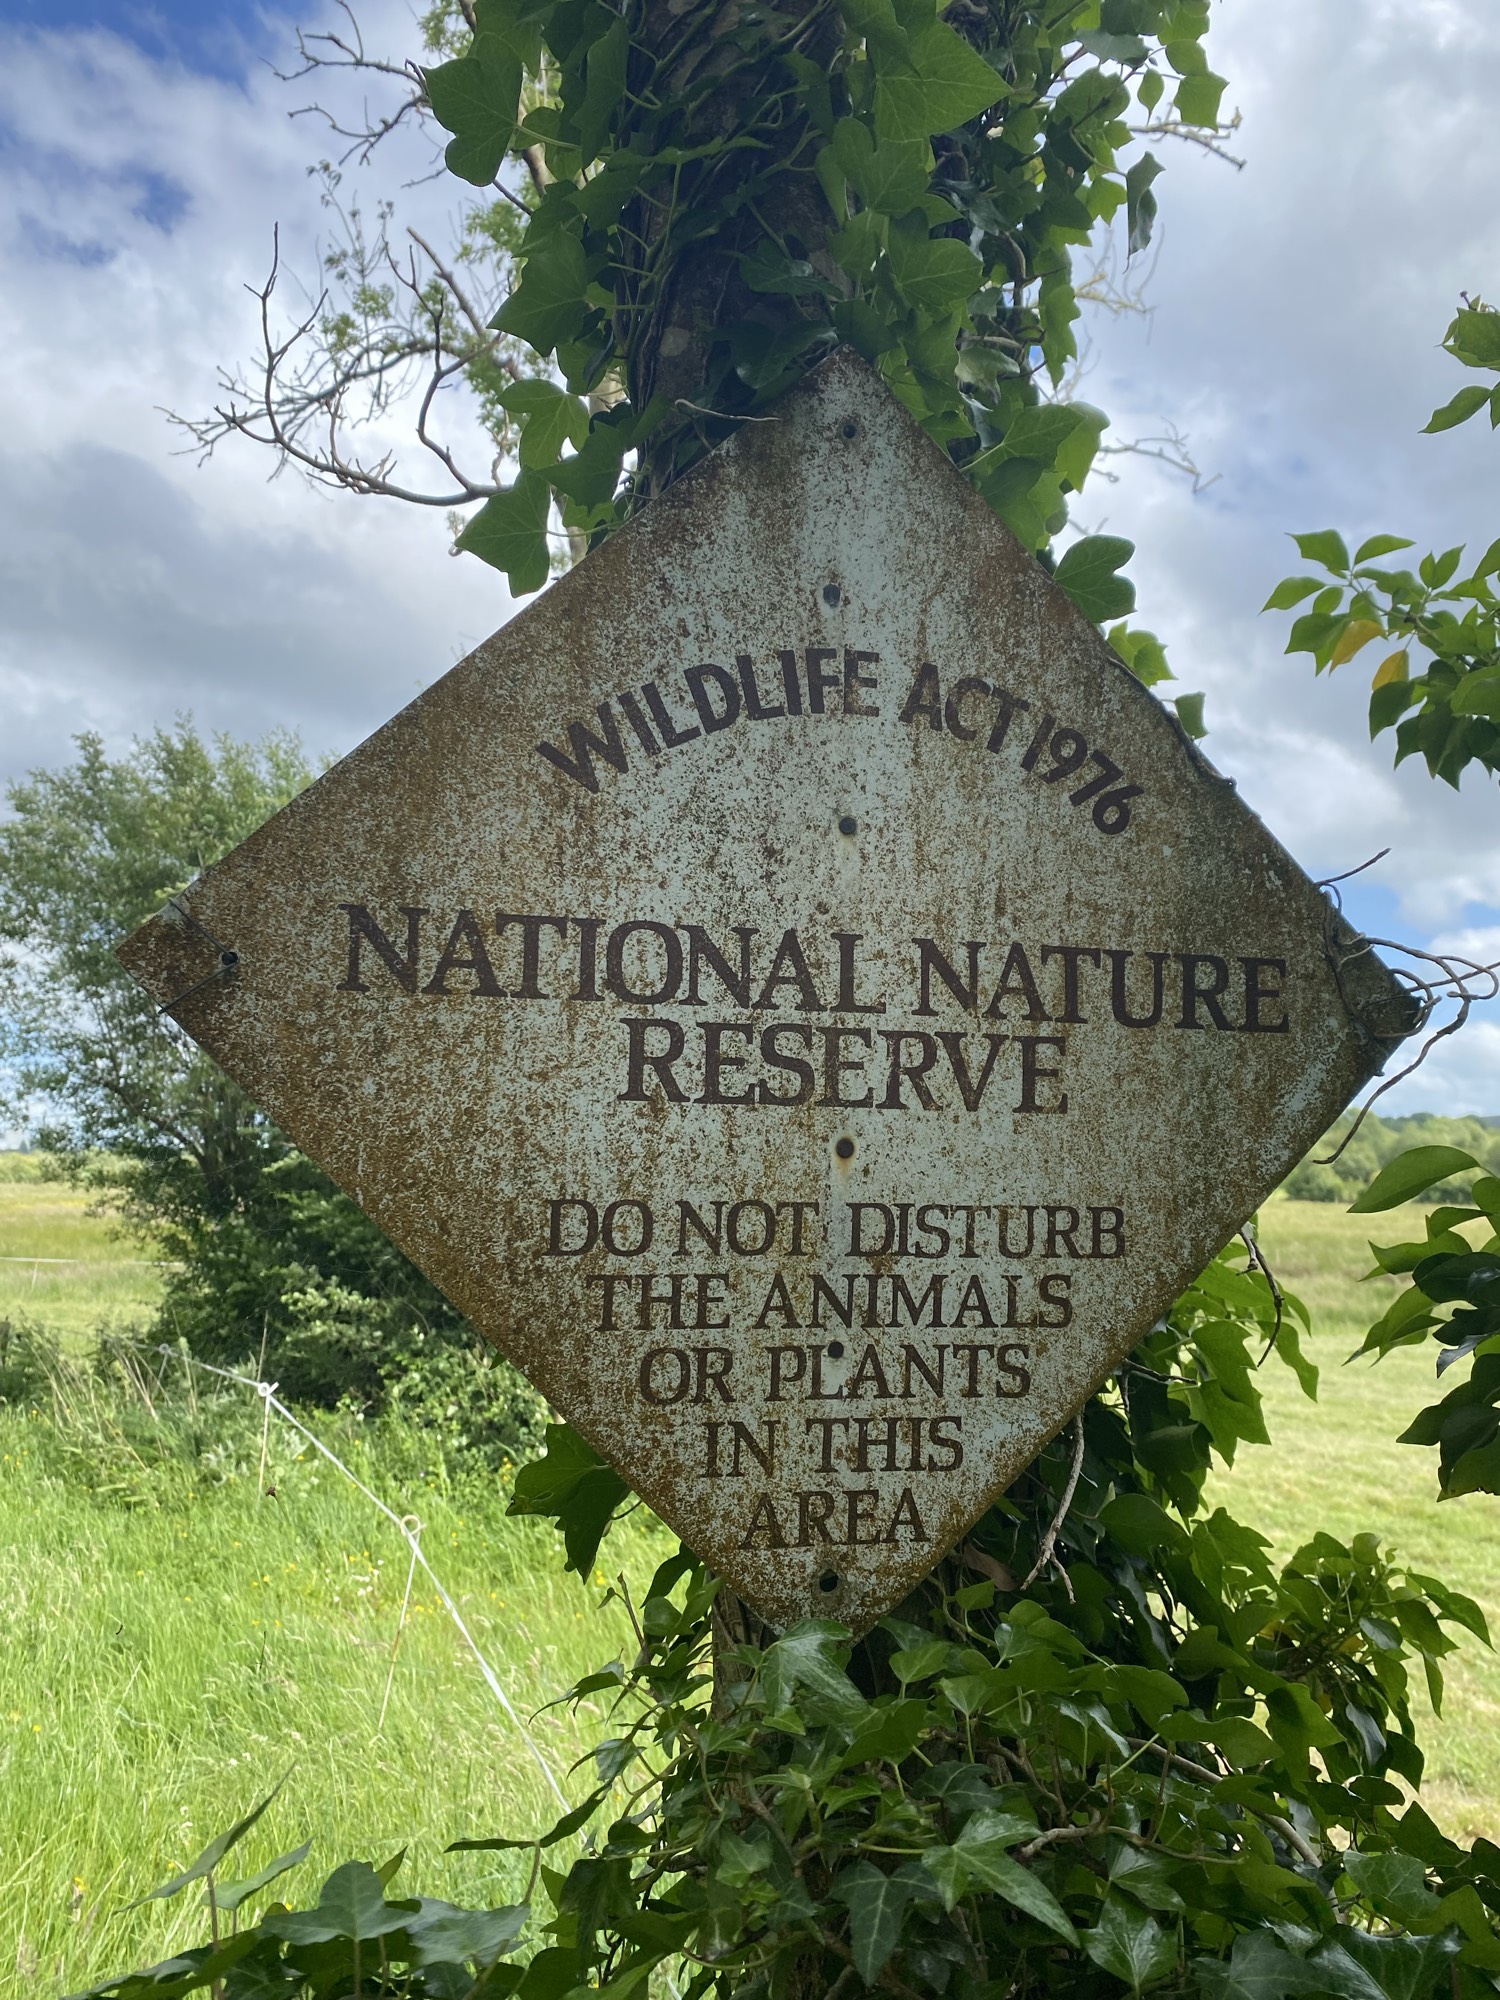 WILDLIFE ACT 1976
NATIONAL NATURE
RESERVE
DO NOT DISTURB
THE ANIMALS
OR PLANTS
IN THIS
AREA